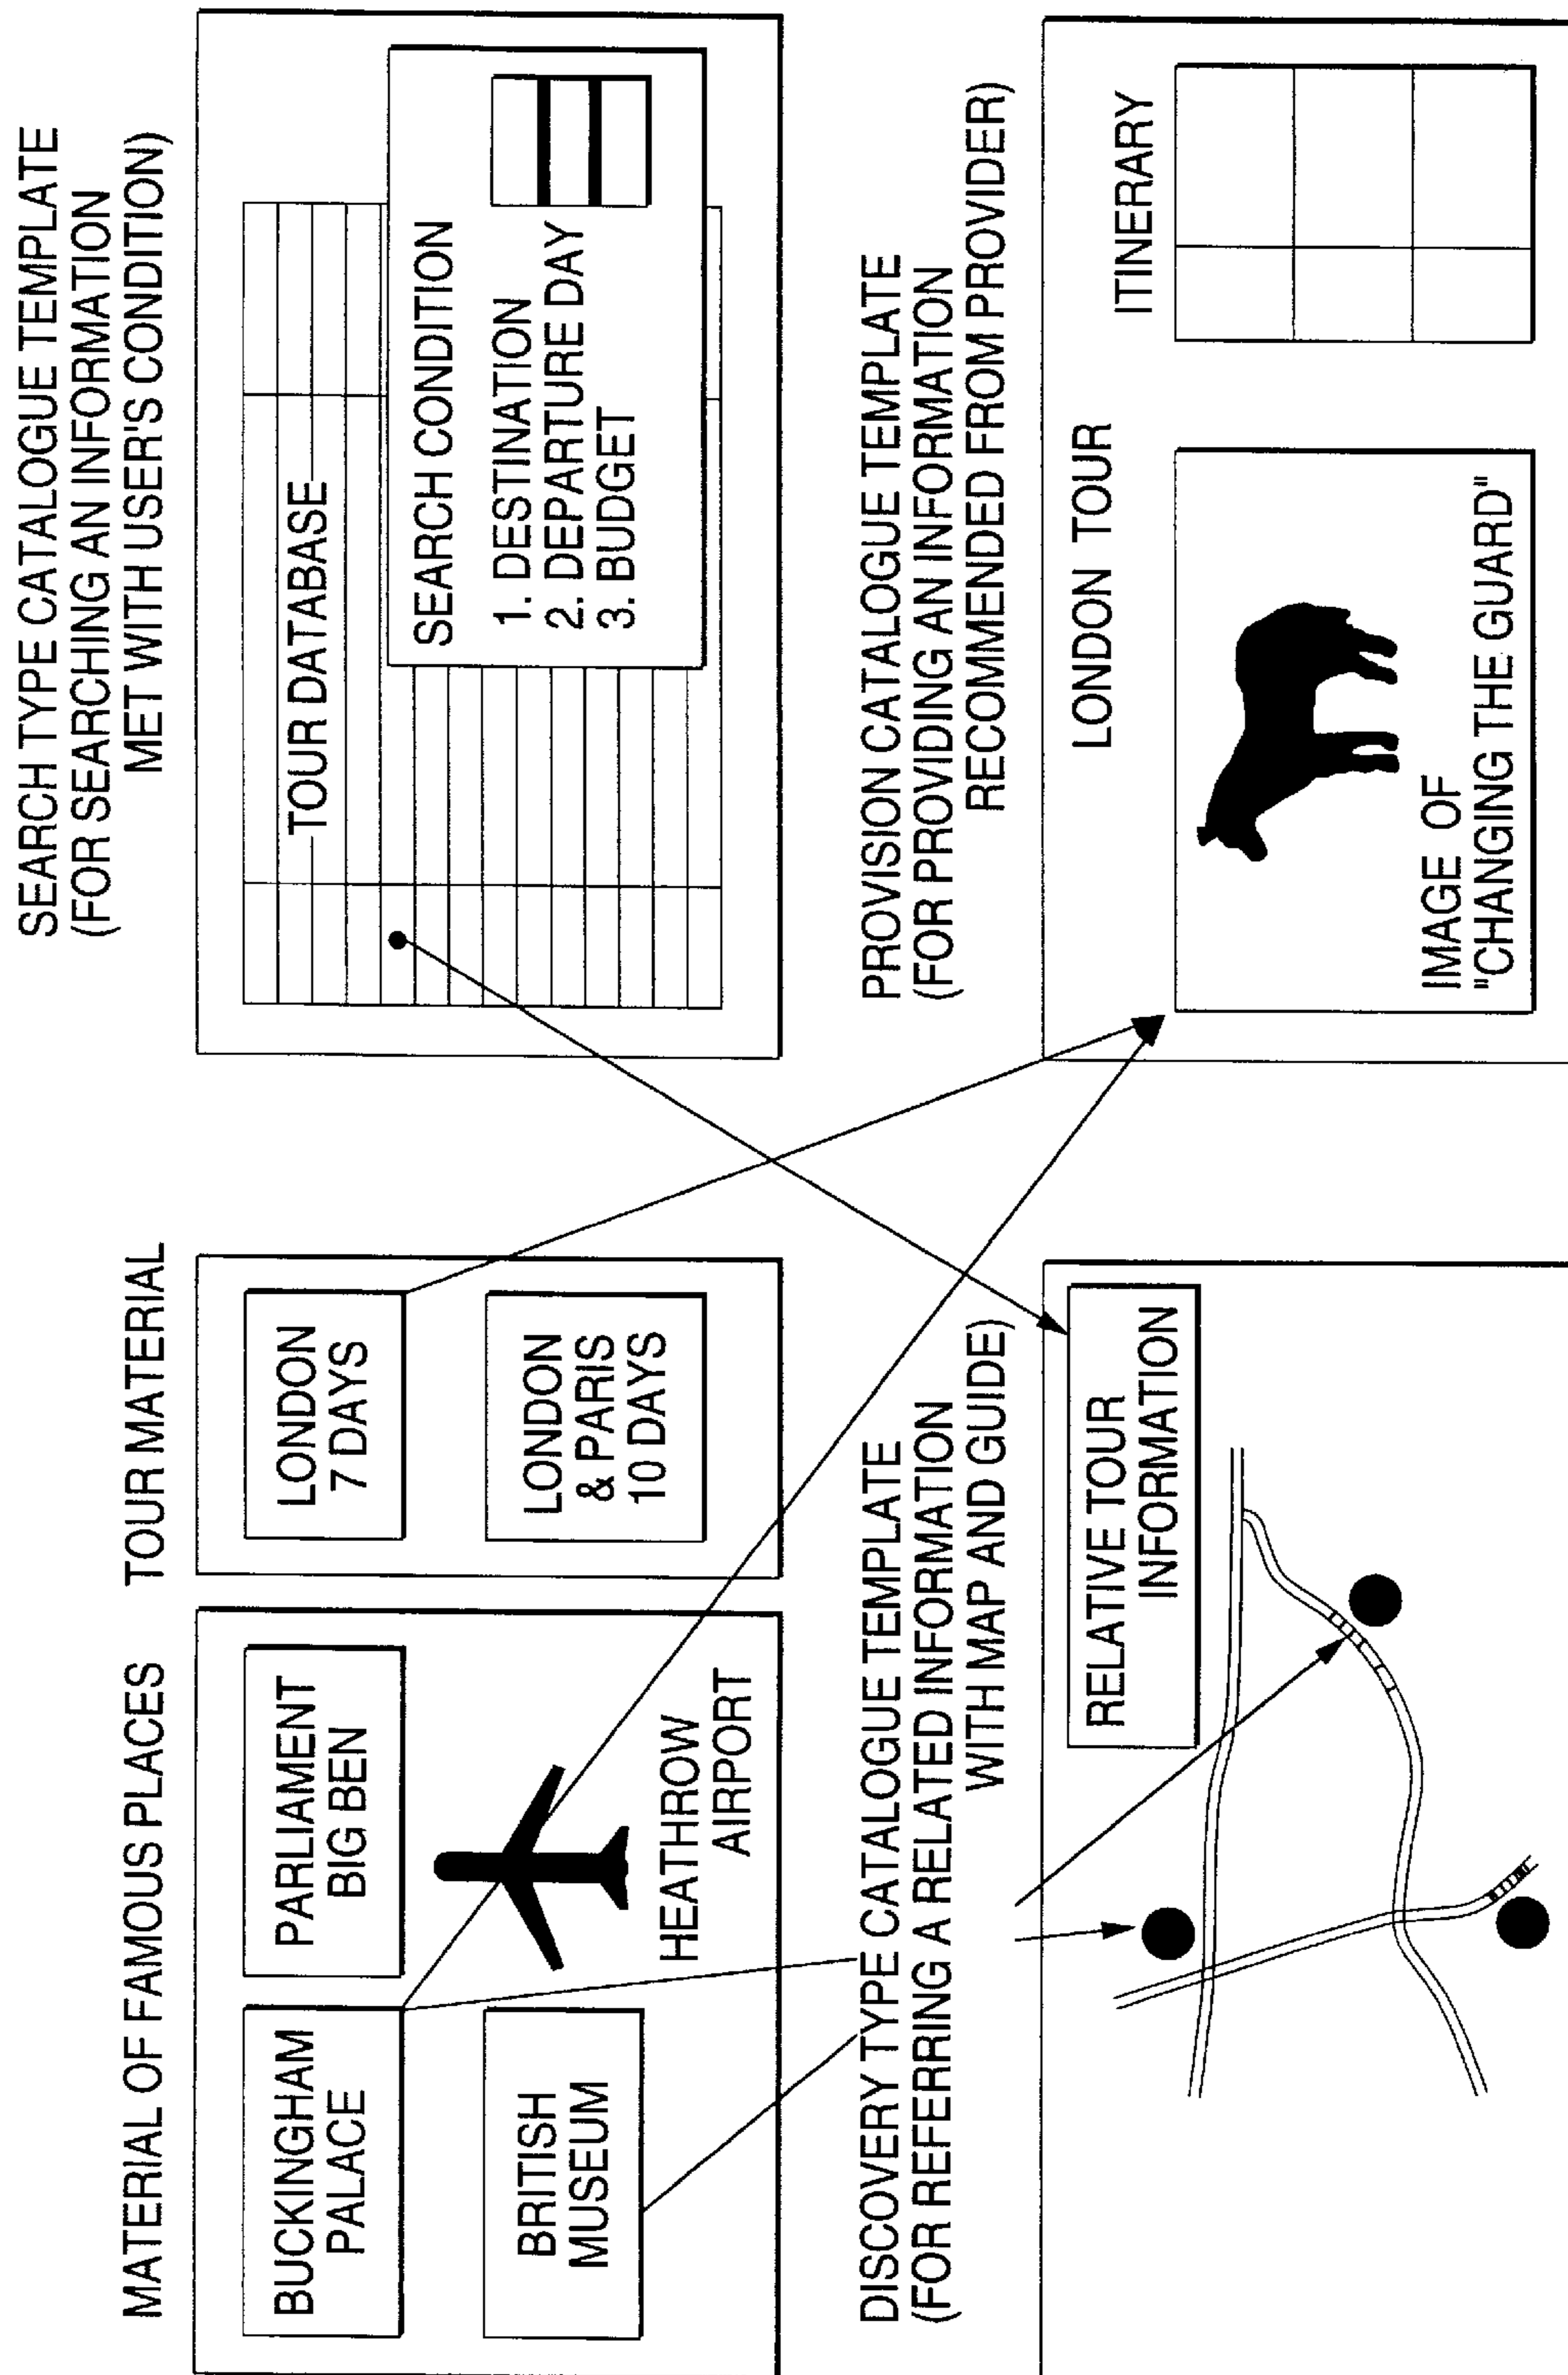 MATERIAL OF FAMOUS PLACES
BUCKINGHAM
PALACE
PARLIAMENT
BIG BEN
BRITISH
MUSEUM
HEATHROW
AIRPORT
TOUR MATERIAL
LONDON
7 DAYS
LONDON
& PARIS
10 DAYS
SEARCH TYPE CATALOGUE TEMPLATE
(FOR SEARCHING AN INFORMATION
MET WITH USER'S CONDITION)
TOUR DATABASE
SEARCH CONDITION
1. DESTINATION
2. DEPARTURE DAY
3. BUDGET
DISCOVERY TYPE CATALOGUE TEMPLATE
(FOR REFERRING A RELATED INFORMATION
WITH MAP AND GUIDE)
RELATIVE TOUR
INFORMATION
PROVISION CATALOGUE TEMPLATE
(FOR PROVIDING AN INFORMATION
RECOMMENDED FROM PROVIDER)
LONDON TOUR
ITINERARY
IMAGE OF
"CHANGING THE GUARD"